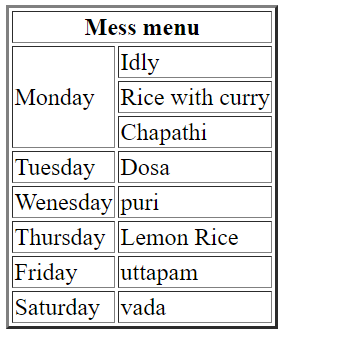 Mess menu
Monday
Idly
Rice with curry
Chapathi
Tuesday Dosa
Wenesday puri
Thursday Lemon Rice
Friday uttapam
Saturday vada